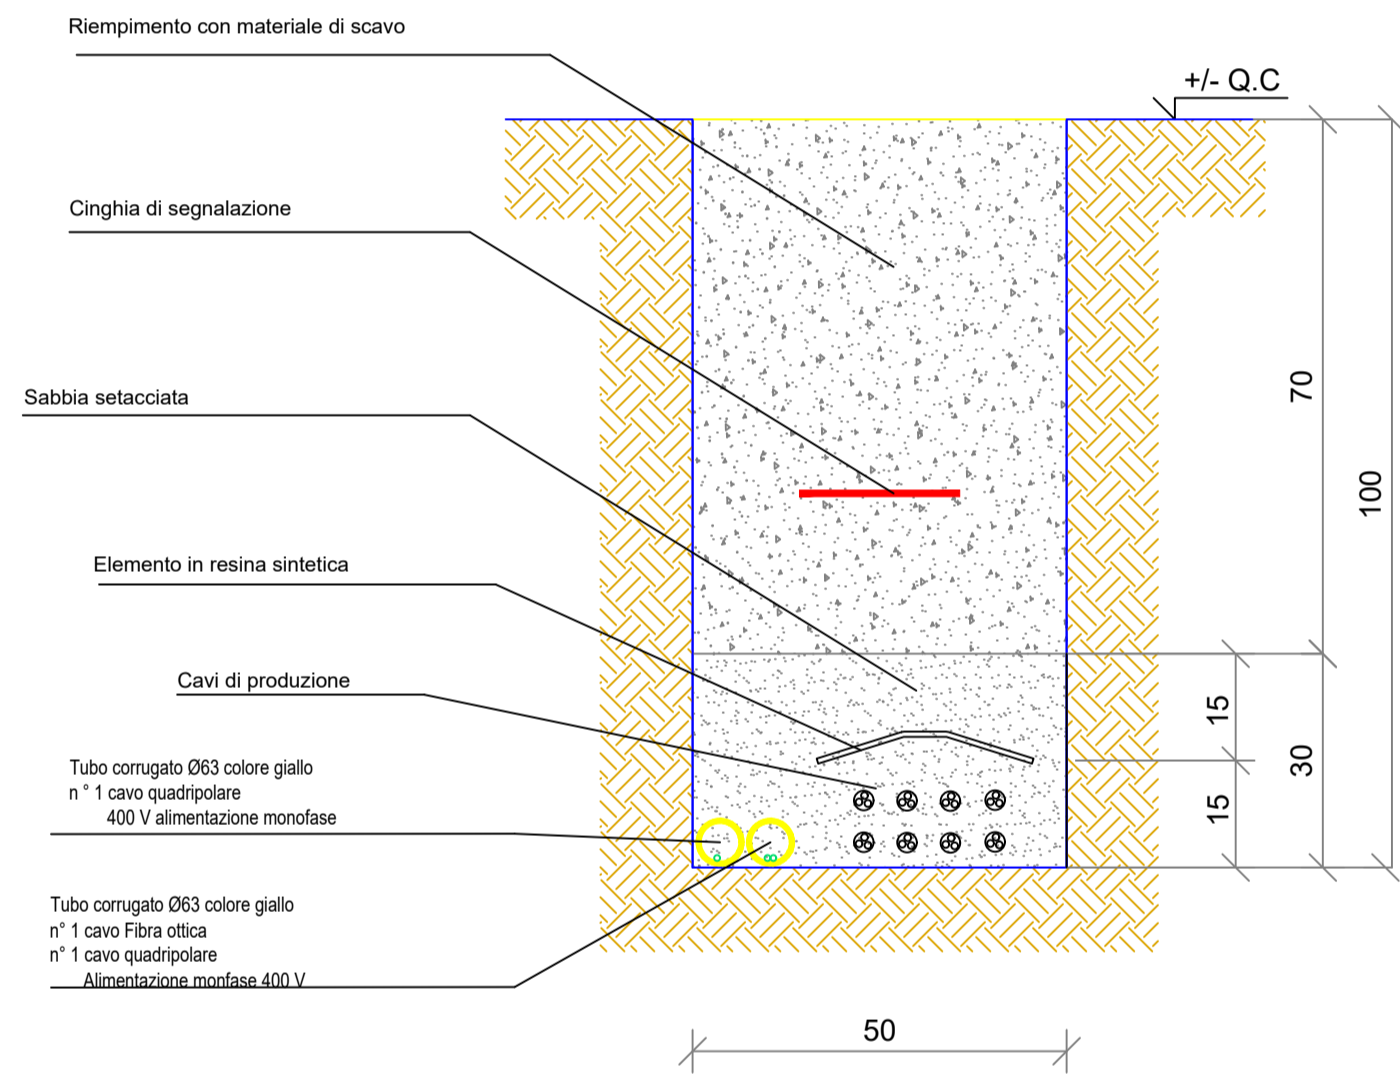 Riempimento con materiale di scavo
+/- Q.C
Cinghia di segnalazione
Sabbia setacciata
70
100
Elemento in resina sintetica
Cavi di produzione
15
30
15
Tubo corrugato Ø63 colore giallo
n ° 1 cavo quadripolare
400 V alimentazione monofase
Tubo corrugato Ø63 colore giallo
n° 1 cavo Fibra ottica
n° 1 cavo quadripolare
Alimentazione monfase 400 V
50